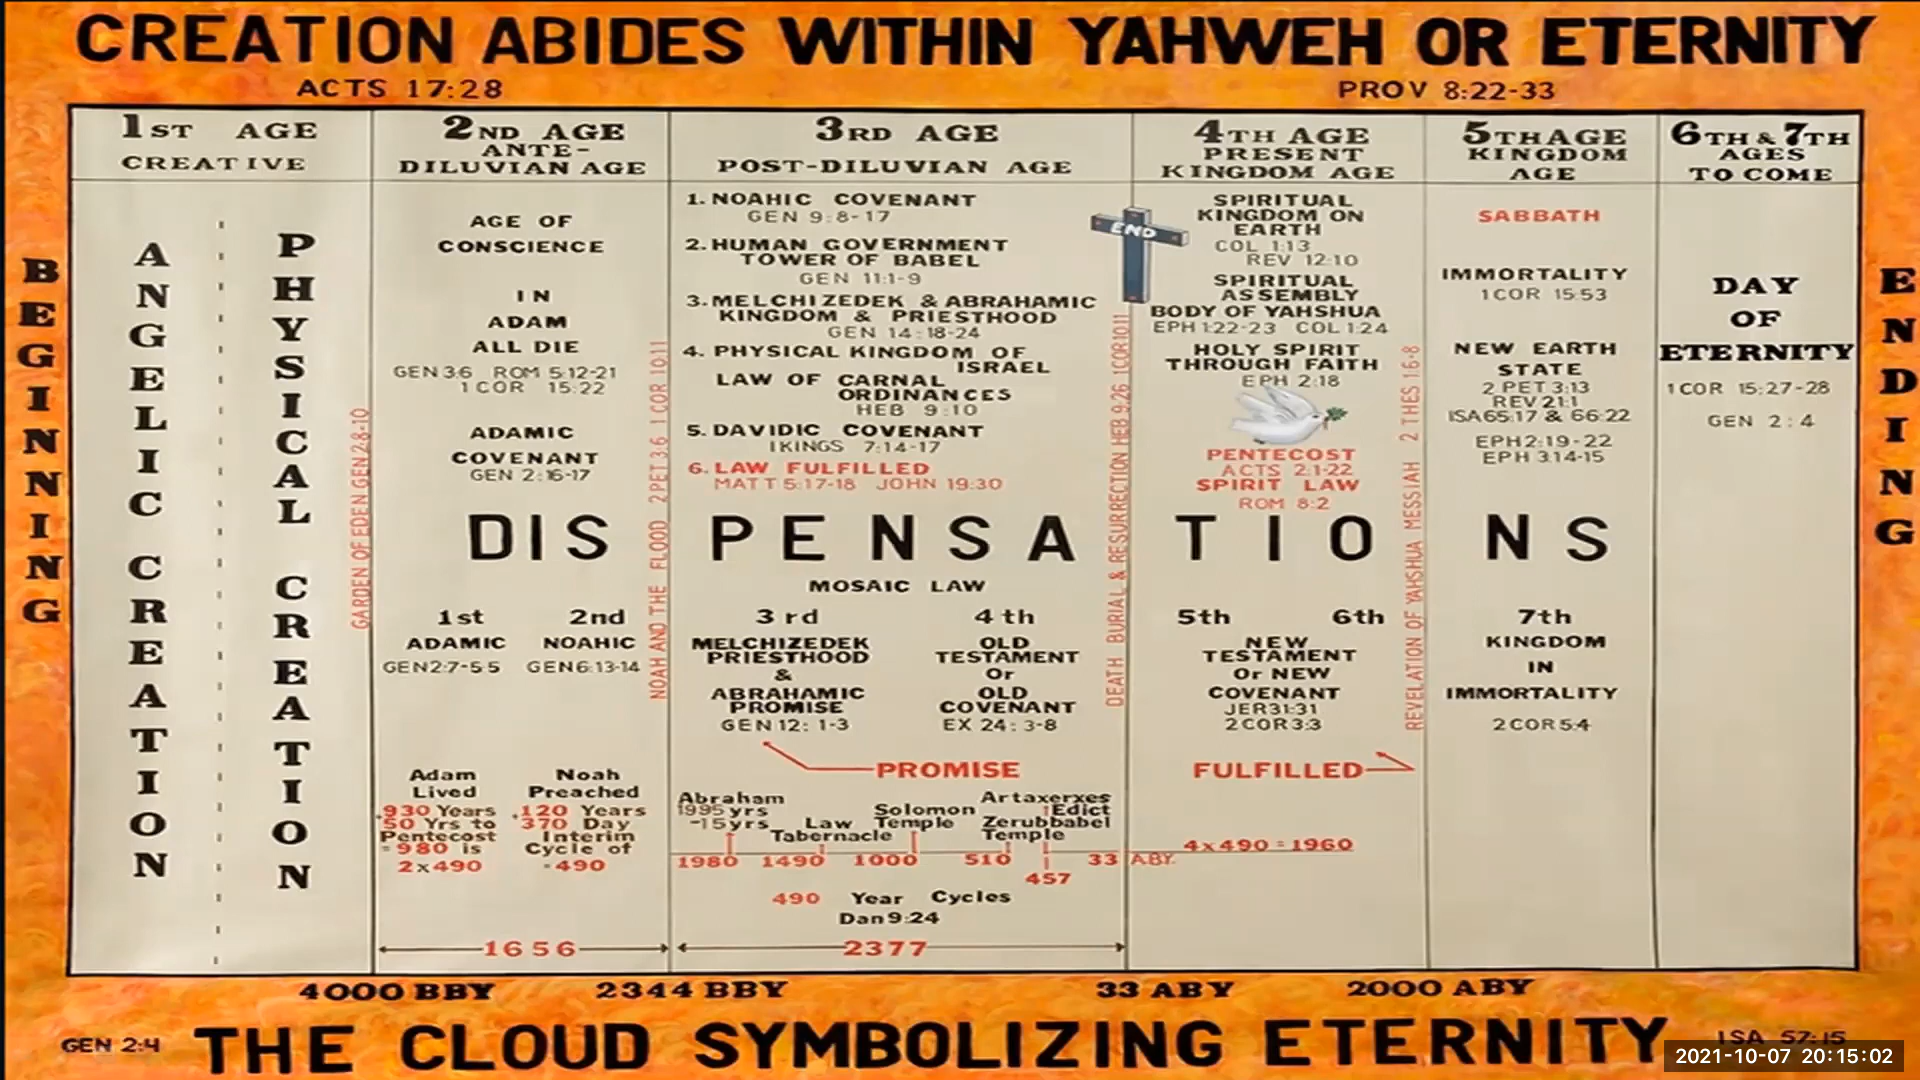 CREATION ABIDES WITHIN YAHWEH OR ETERNITY
ACTS 17:28
PROV 8:22-33
BEGINNING
1ST AGE
CREATIVE
ANGELIC CREATION
PHYSICAL CREATION
GARDEN OF EDEN GEN 2:8-10
2ND AGE
ANTE-
DILUVIAN AGE
AGE OF
CONSCIENCE
IN
ADAM
ALL DIE
GEN 3:6 ROM 5:12-21
1 COR 15:22
ADAMIC
COVENANT
GEN 2:16-17
NOAH AND THE FLOOD 2 PET 3:6 1 COR 10:11
3RD AGE
POST-DILUVIAN AGE
1. NOAHIC COVENANT
GEN 9:8-17
2. HUMAN GOVERNMENT
TOWER OF BABEL
GEN 11:1-9
3. MELCHIZEDEK & ABRAHAMIC
KINGDOM & PRIESTHOOD
GEN 14:18-24
4. PHYSICAL KINGDOM OF
ISRAEL
LAW OF CARNAL
ORDINANCES
HEB 9:10
5. DAVIDIC COVENANT
1KINGS 7:14-17
6. LAW FULFILLED
MATT 5:17-18 JOHN 19:30
END
DEATH BURIAL & RESURRECTION HEB 9:26 1COR10:11
4TH AGE
PRESENT
KINGDOM AGE
SPIRITUAL
KINGDOM ON
EARTH
COL 1:13
REV 12:10
SPIRITUAL
ASSEMBLY
BODY OF YAHSHUA
EPH 1:22-23 COL 1:24
HOLY SPIRIT
THROUGH FAITH
EPH 2:18
PENTECOST
ACTS 2:1-22
SPIRIT LAW
ROM 8:2
REVELATION OF YAHSHUA MESSIAH 2 THES 1:6-8
5TH AGE
KINGDOM
AGE
SABBATH
IMMORTALITY
1COR 15:53
NEW EARTH
STATE
2 PET 3:13
REV 21:1
ISA 65:17 & 66:22
EPH 2:19-22
EPH 3:14-15
6TH & 7TH
AGES
TO COME
DAY
OF
ETERNITY
1COR 15:27-28
GEN 2:4
ENDING
DISPENSATIONS
MOSAIC LAW
1st 2nd 3rd 4th 5th 6th 7th
ADAMIC
GEN 2:7-5:5
NOAHIC
GEN 6:13-14
MELCHIZEDEK
PRIESTHOOD
&
ABRAHAMIC
PROMISE
GEN 12:1-3
OLD
TESTAMENT
Or
OLD
COVENANT
EX 24:3-8
NEW
TESTAMENT
Or NEW
COVENANT
JER 31:31
2 COR 3:3
KINGDOM
IN
IMMORTALITY
2 COR 5:4
PROMISE
FULFILLED
Adam
Lived
930 Years
50 Yrs to
Pentecost
=980 is
2x490
Noah
Preached
120 Years
370 Day
Interim
Cycle of
=490
Abraham
1995 yrs
-15 yrs
Law
Tabernacle
Solomon
Temple
Artaxerxes
Edict
Zerubbabel
Temple
1980 1490 1000 510 33 ABY.
457
4x490=1960
490 Year Cycles
Dan 9:24
1656
2377
4000 BBY 2344 BBY 33 ABY 2000 ABY
GEN 2:4
THE CLOUD SYMBOLIZING ETERNITY
ISA 57:15
2021-10-07 20:15:02